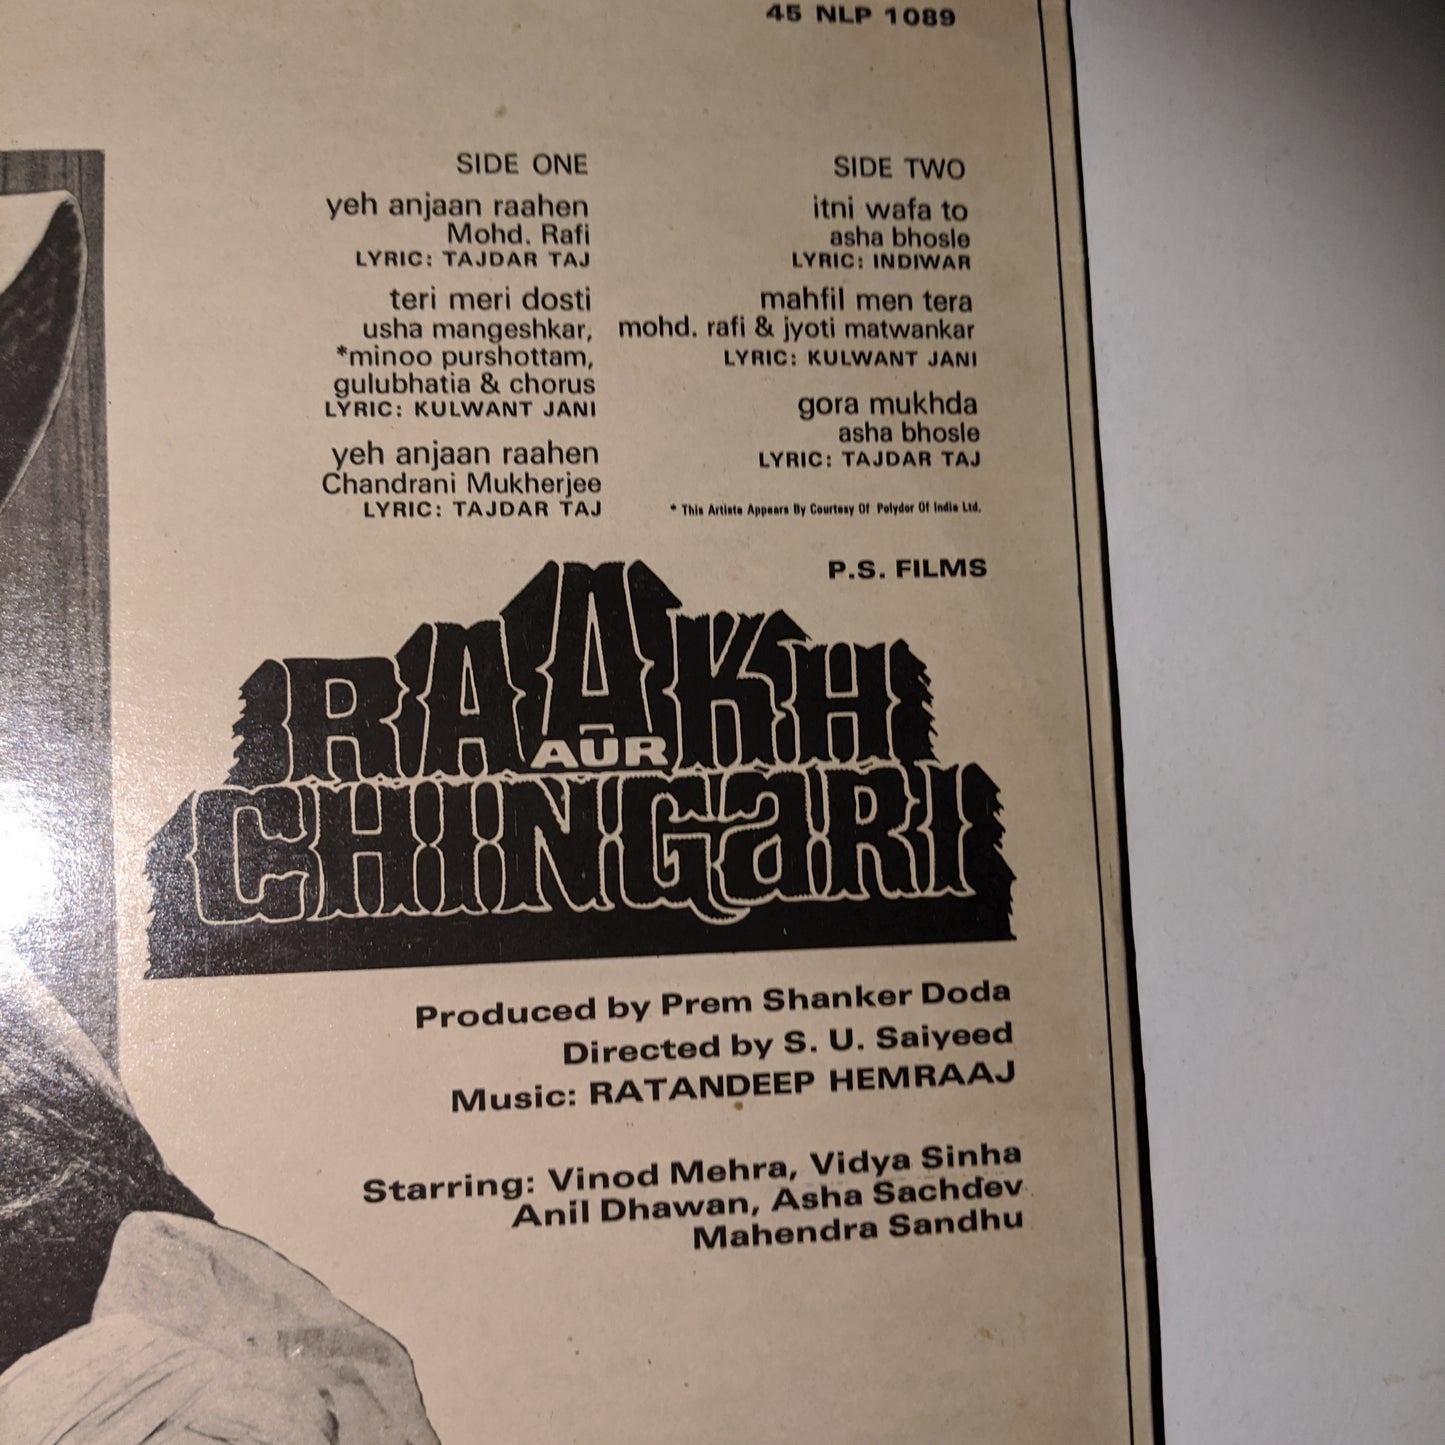 45 NLP 1089
SIDE ONE
yeh anjaan raahen
Mohd. Rafi
LYRIC: TAJDAR TAJ
teri meri dosti
usha mangeshkar,
*minoo purshottam,
gulubhatia & chorus
LYRIC: KULWANT JANI
yeh anjaan raahen
Chandrani Mukherjee
LYRIC: TAJDAR TAJ
SIDE TWO
itni wafa to
asha bhosle
LYRIC: INDIWAR
mahfil men tera
mohd. rafi & jyoti matwankar
LYRIC: KULWANT JANI
gora mukhda
asha bhosle
LYRIC: TAJDAR TAJ
* This Artiste Appears By Courtesy Of Polydor Of India Ltd.
P.S. FILMS
RAAKH
AUR
CHINGaRI
Produced by Prem Shanker Doda
Directed by S. U. Saiyeed
Music: RATANDEEP HEMRAAJ
Starring: Vinod Mehra, Vidya Sinha
Anil Dhawan, Asha Sachdev
Mahendra Sandhu